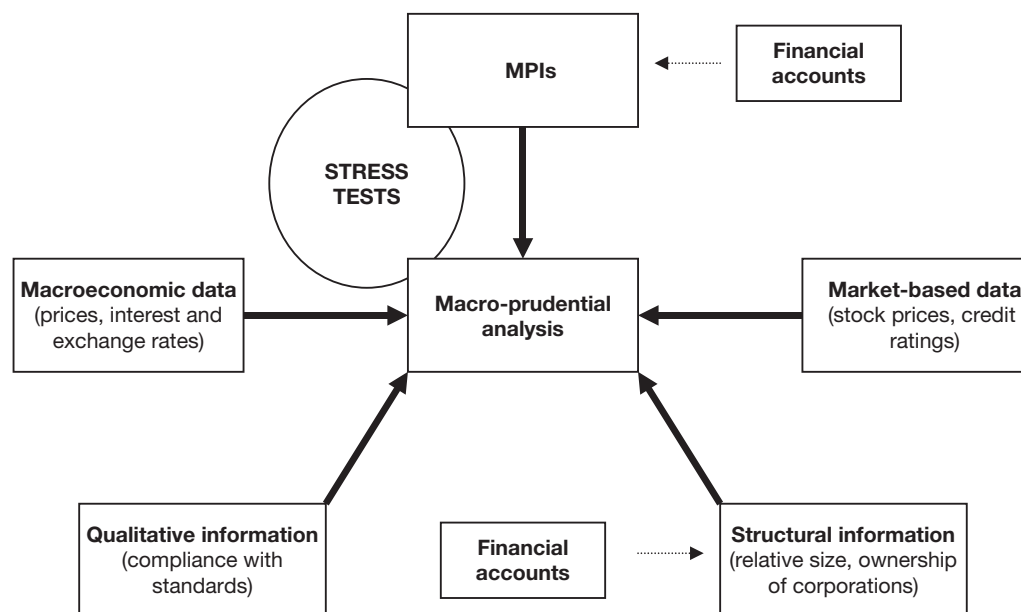 MPIs
Financial
accounts
STRESS
TESTS
Macroeconomic data
(prices, interest and
exchange rates)
Macro-prudential
analysis
Market-based data
(stock prices, credit
ratings)
Qualitative information
(compliance with
standards)
Financial
accounts
Structural information
(relative size, ownership
of corporations)